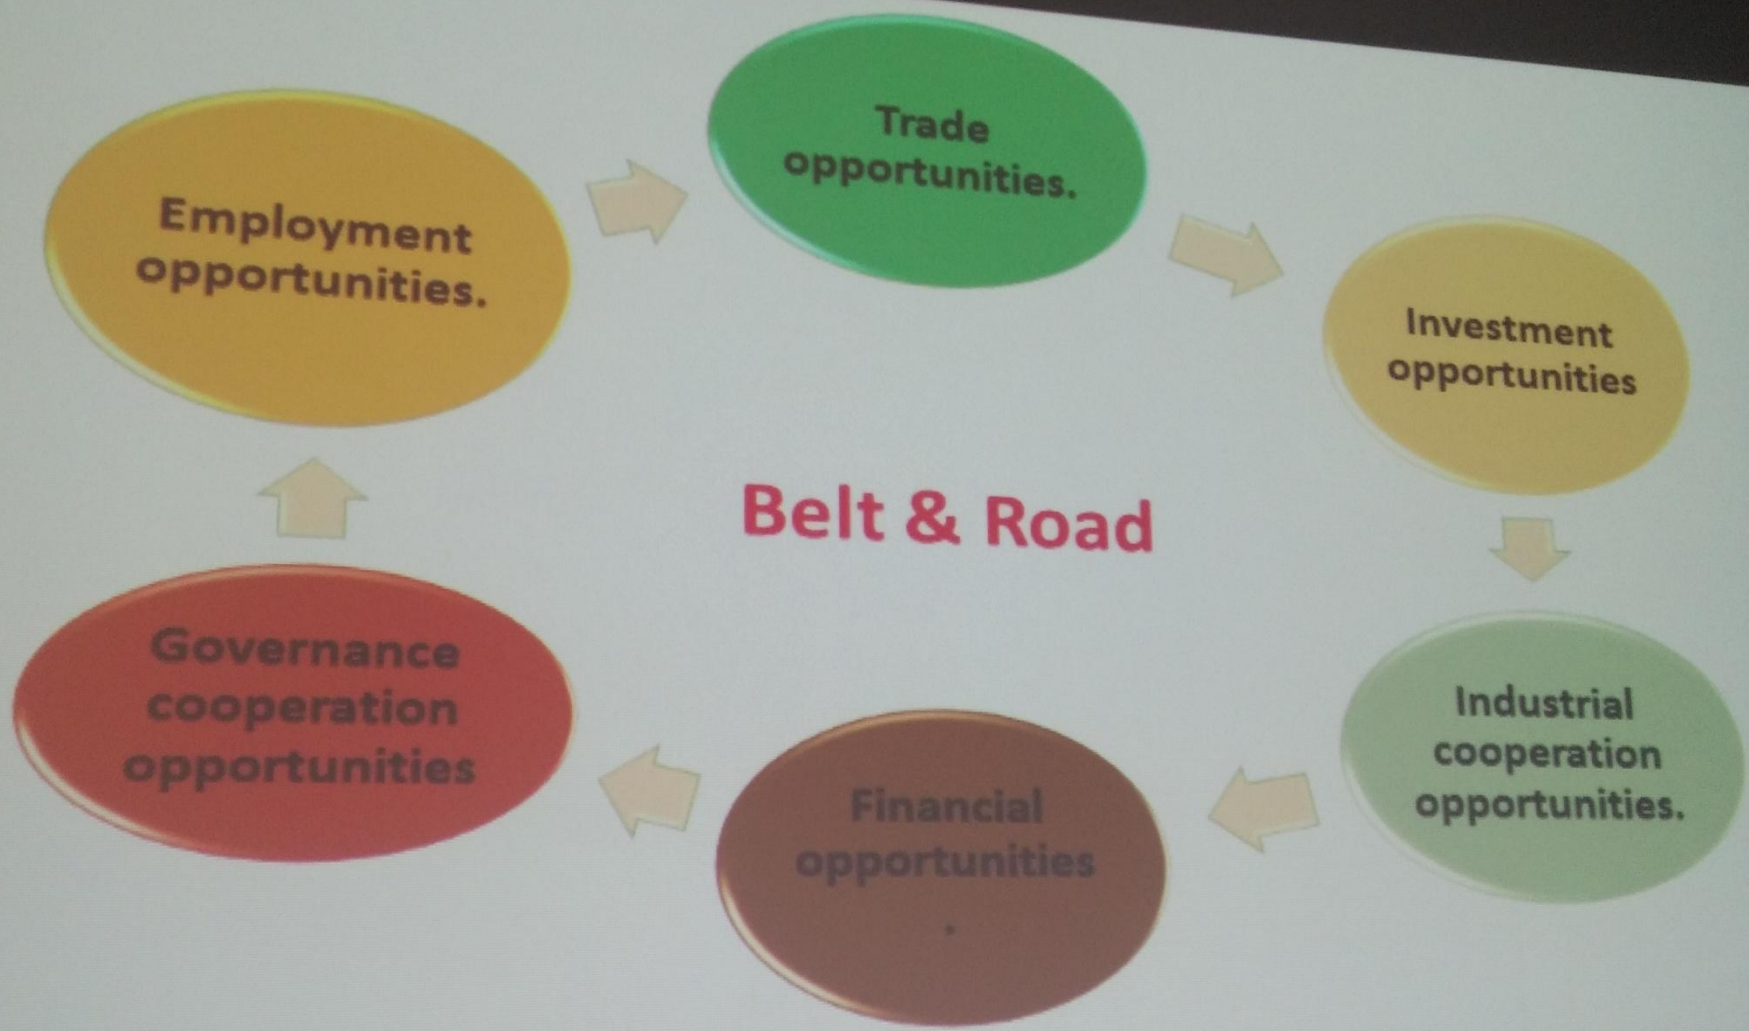 Trade
opportunities.
Investment
opportunities
Industrial
cooperation
opportunities.
Financial
opportunities
.
Governance
cooperation
opportunities
Employment
opportunities.
Belt & Road